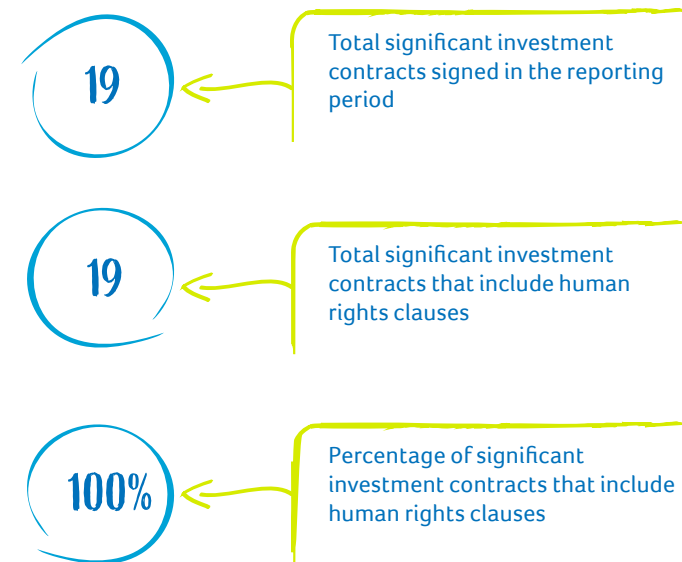 19
Total significant investment
contracts signed in the reporting
period
19
Total significant investment
contracts that include human
rights clauses
100%
Percentage of significant
investment contracts that include
human rights clauses